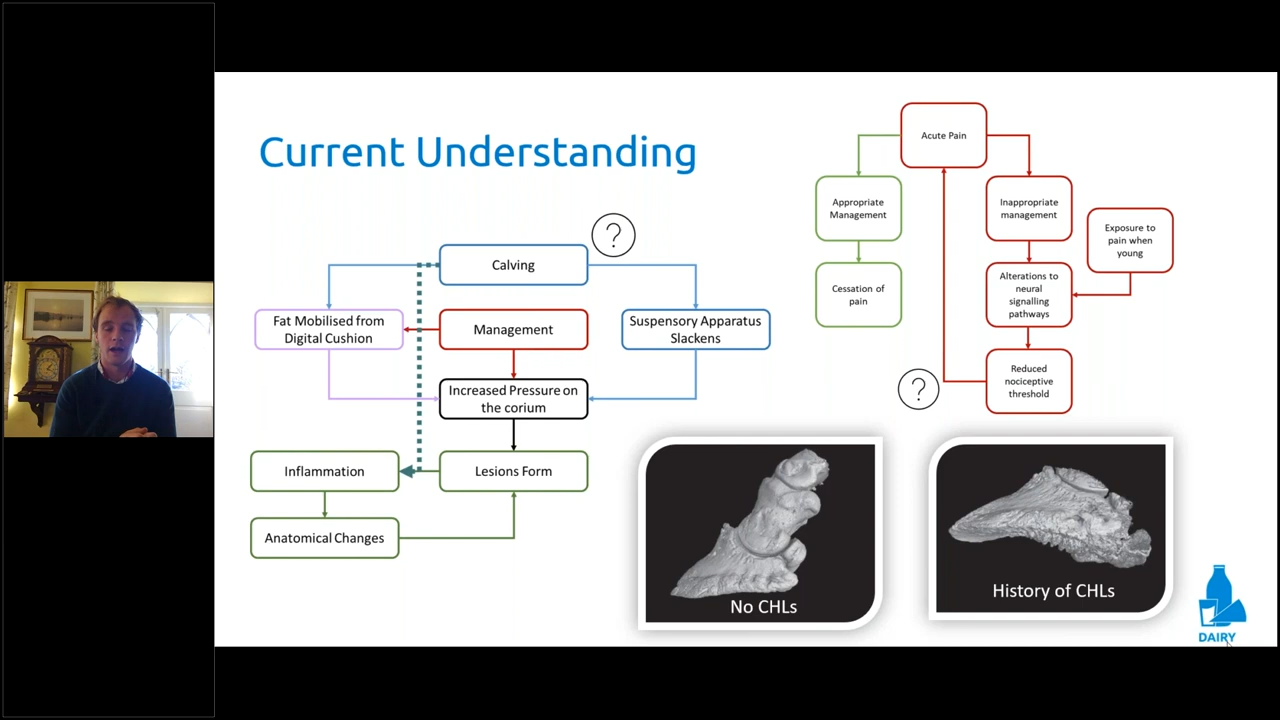 Current Understanding
?
Calving
Fat Mobilised from
Digital Cushion
Management
Suspensory Apparatus
Slackens
Increased Pressure on
the corium
Inflammation
Lesions Form
Anatomical Changes
Acute Pain
Appropriate
Management
Inappropriate
management
Exposure to
pain when
young
Cessation of
pain
Alterations to
neural
signalling
pathways
Reduced
nociceptive
threshold
?
No CHLs
History of CHLs
DAIRY